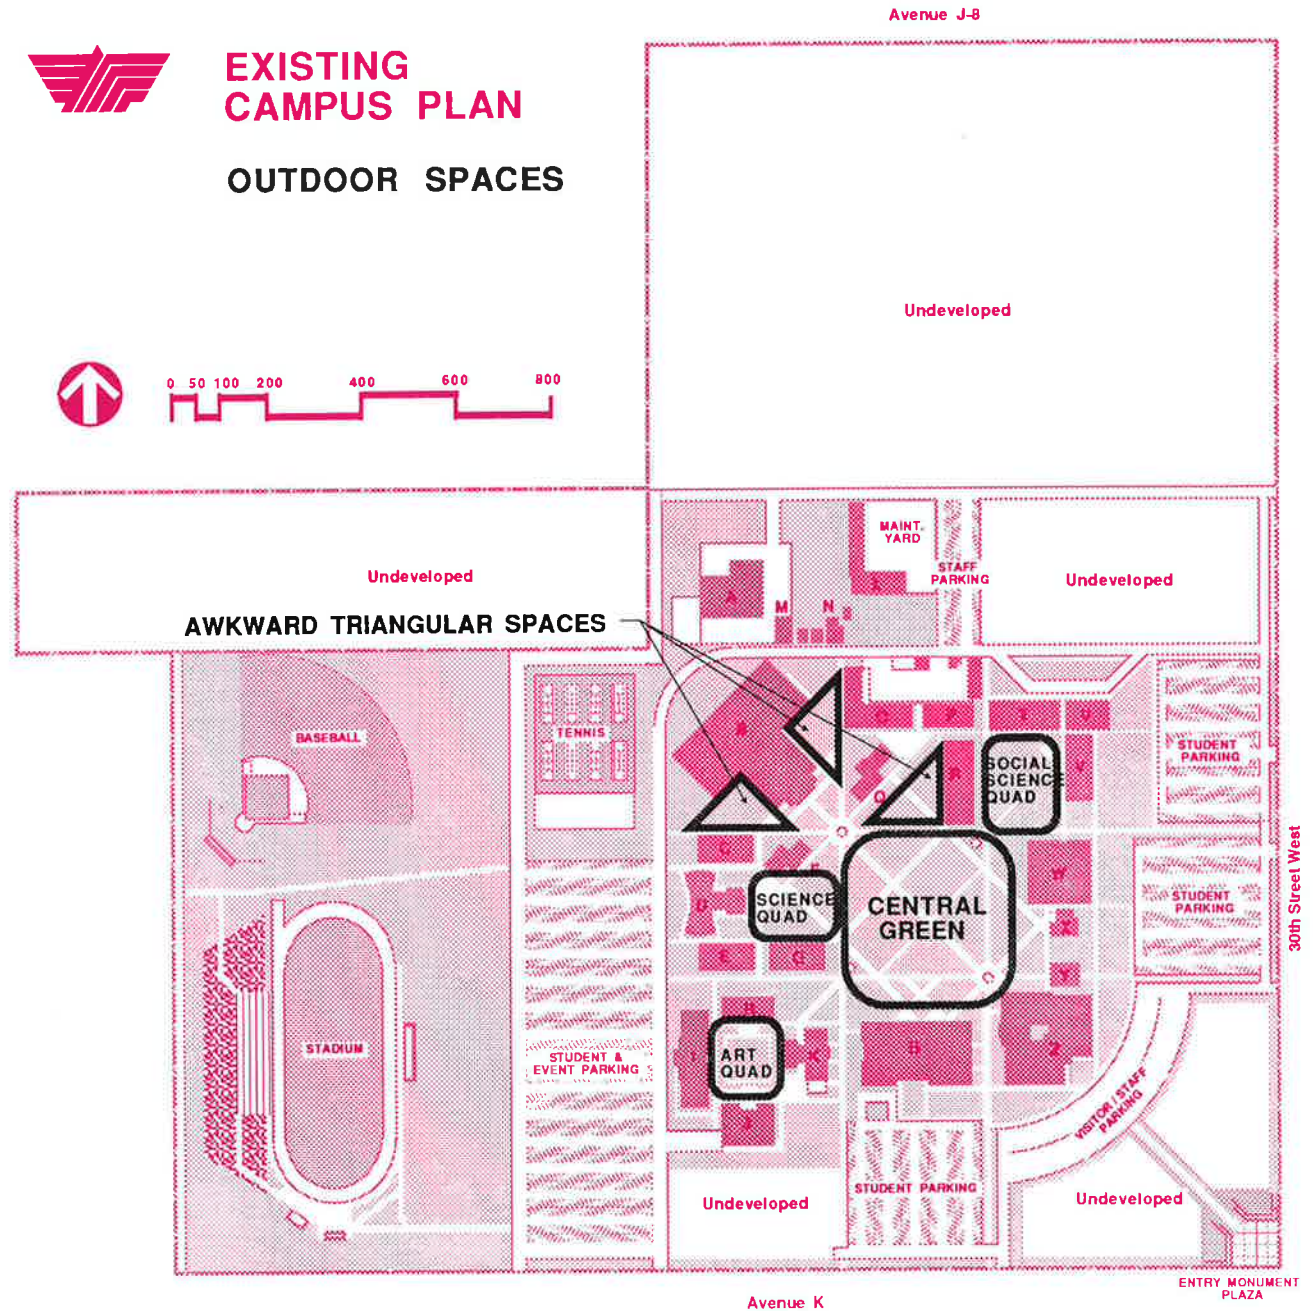 Avenue J-8
EXISTING
CAMPUS PLAN
OUTDOOR SPACES
Undeveloped
0 50 100 200 400 600 800
MAINT.
YARD
STAFF
PARKING
Undeveloped
Undeveloped
A
L
M
N
AWKWARD TRIANGULAR SPACES
BASEBALL
TENNIS
B
O
P
T
U
STUDENT
PARKING
SOCIAL
SCIENCE
QUAD
R
V
Q
C
F
W
30th Street West
SCIENCE
QUAD
CENTRAL
GREEN
STUDENT
PARKING
D
X
E
G
Y
H
STADIUM
STUDENT &
EVENT PARKING
I
ART
QUAD
K
Z
J
VISITOR / STAFF
PARKING
Undeveloped
STUDENT PARKING
Undeveloped
ENTRY MONUMENT
PLAZA
Avenue K